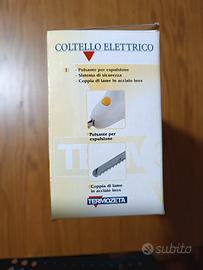 COLTELLO ELETTRICO
- Pulsante per espulsione
- Sistema di sicurezza
- Coppia di lame in acciaio inox
Pulsante per
espulsione
Coppia di lame
in acciaio inox
TERMOZETA
subito